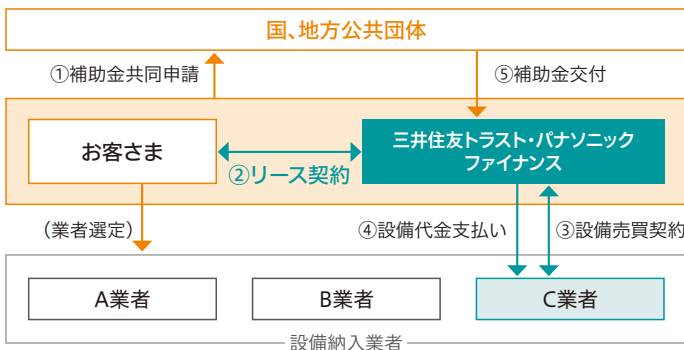 国、地方公共団体
①補助金共同申請
⑤補助金交付
お客さま
②リース契約
三井住友トラスト・パナソニック
ファイナンス
(業者選定)
④設備代金支払い
③設備売買契約
A業者
B業者
C業者
設備納入業者